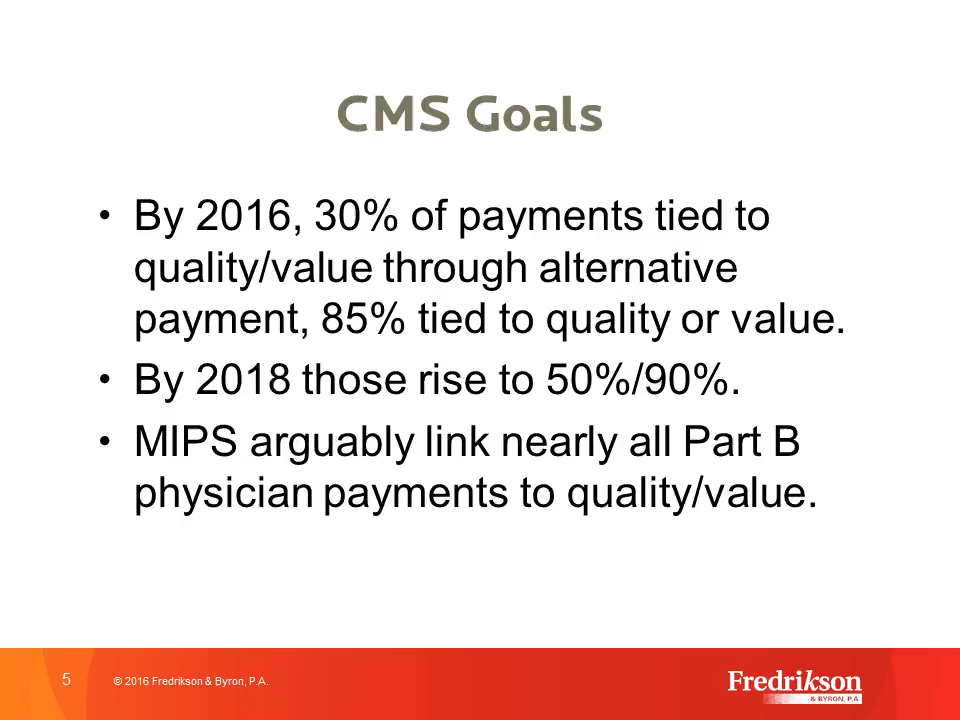 CMS Goals
• By 2016, 30% of payments tied to
quality/value through alternative
payment, 85% tied to quality or value.
• By 2018 those rise to 50%/90%.
• MIPS arguably link nearly all Part B
physician payments to quality/value.
5
© 2016 Fredrikson & Byron, P.A.
Fredrikson
& BYRON, P.A.